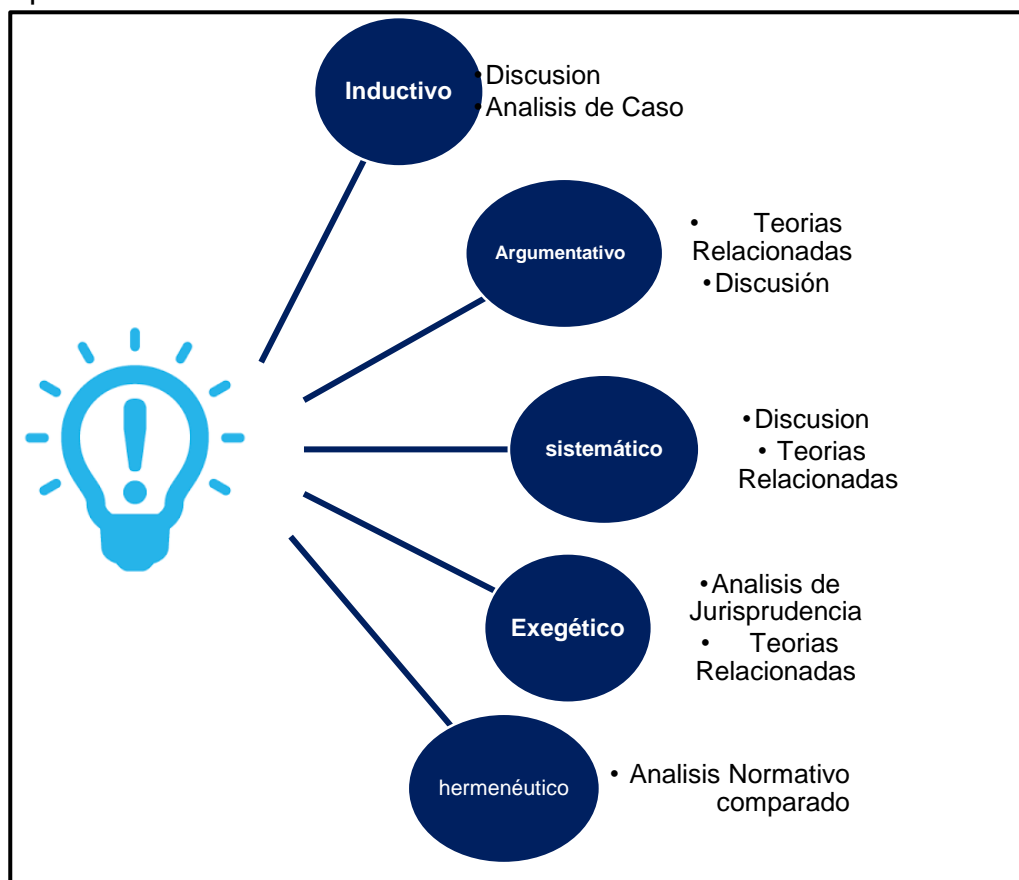 Inductivo
•Discusion
•Analisis de Caso
Argumentativo
• Teorias
Relacionadas
•Discusión
sistemático
•Discusion
• Teorias
Relacionadas
Exegético
•Analisis de
Jurisprudencia
• Teorias
Relacionadas
hermenéutico
• Analisis Normativo
comparado